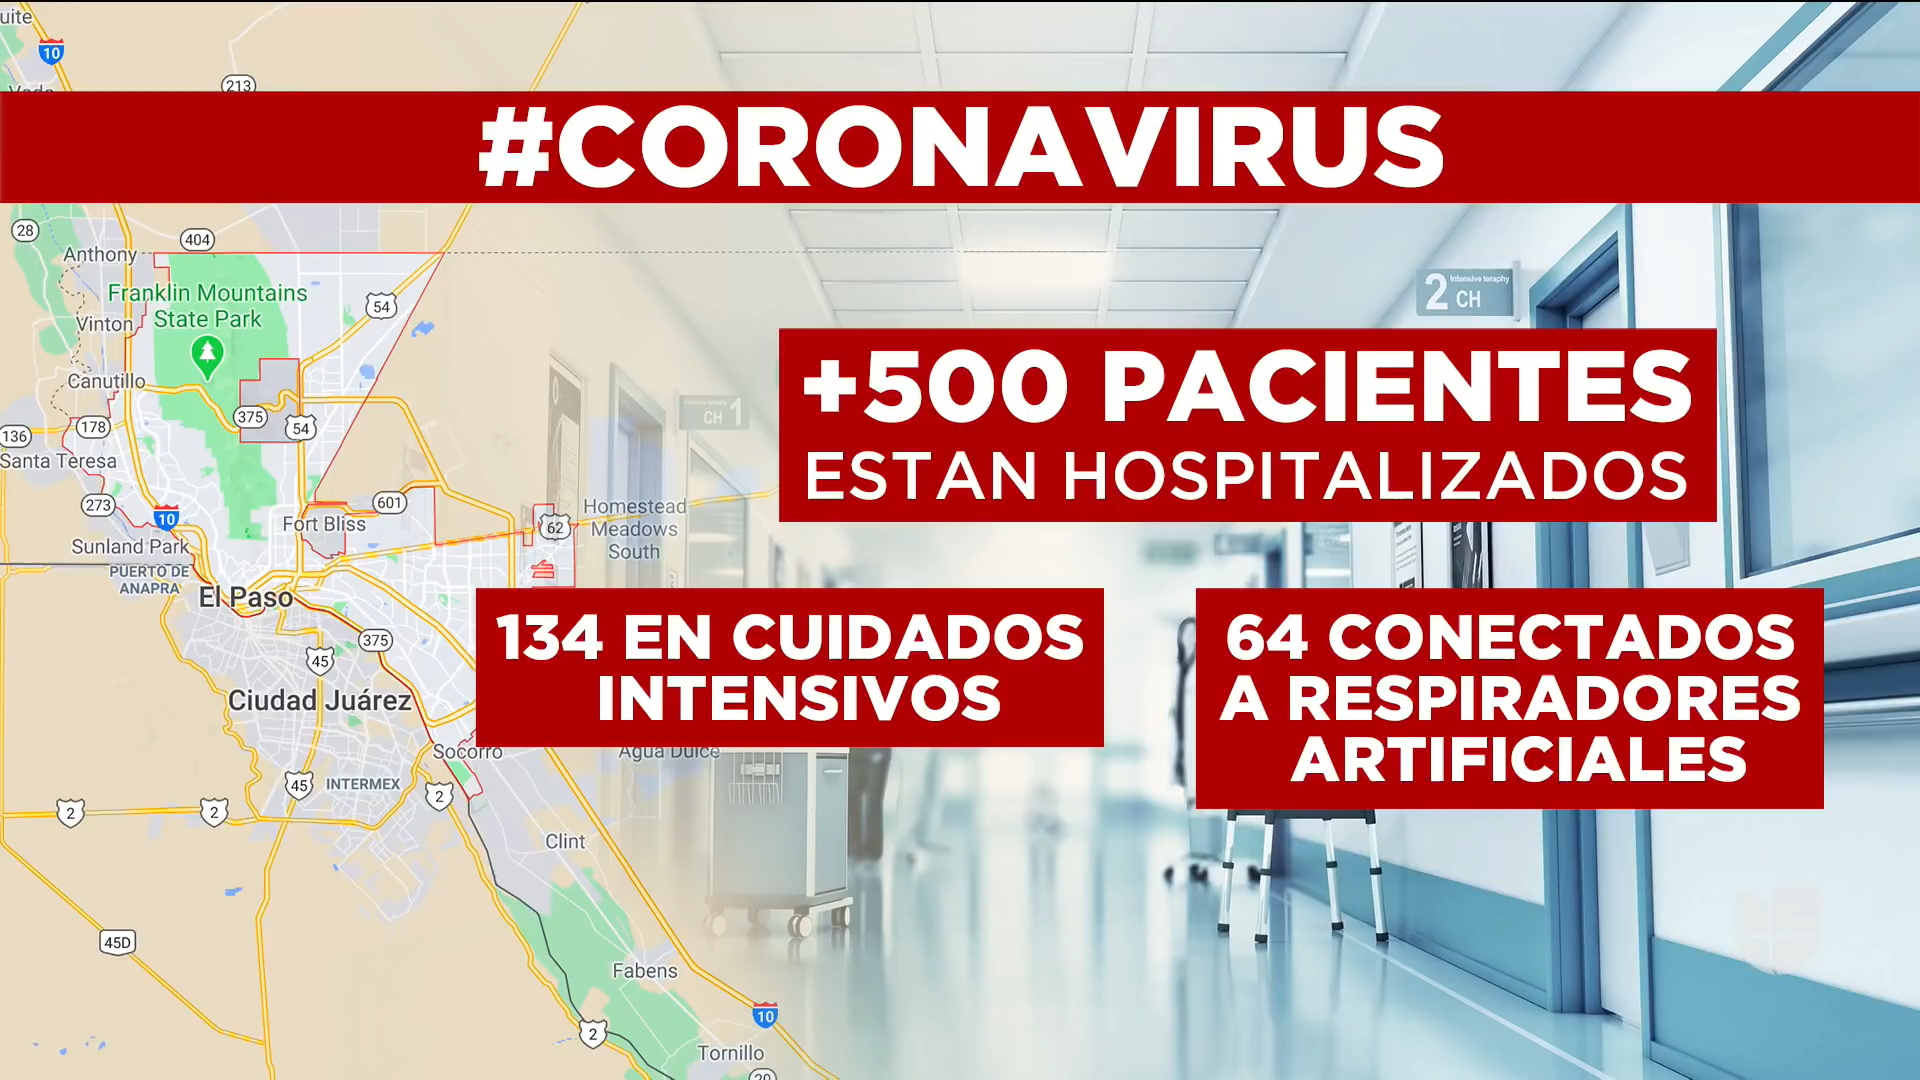 #CORONAVIRUS
+500 PACIENTES
ESTAN HOSPITALIZADOS
134 EN CUIDADOS
INTENSIVOS
64 CONECTADOS
A RESPIRADORES
ARTIFICIALES
10
213
28
404
Anthony
Franklin Mountains
State Park
54
Vinton
Canutillo
375
54
178
136
Santa Teresa
273
10
601
Fort Bliss
62
Homestead
Meadows
South
Sunland Park
PUERTO DE
ANAPRA
El Paso
375
45
Ciudad Juárez
Socorro
Agua Dulce
45
INTERMEX
2
2
2
Clint
45D
Fabens
10
2
Tornillo
20
2 Intensive teraphy
CH
CH 1